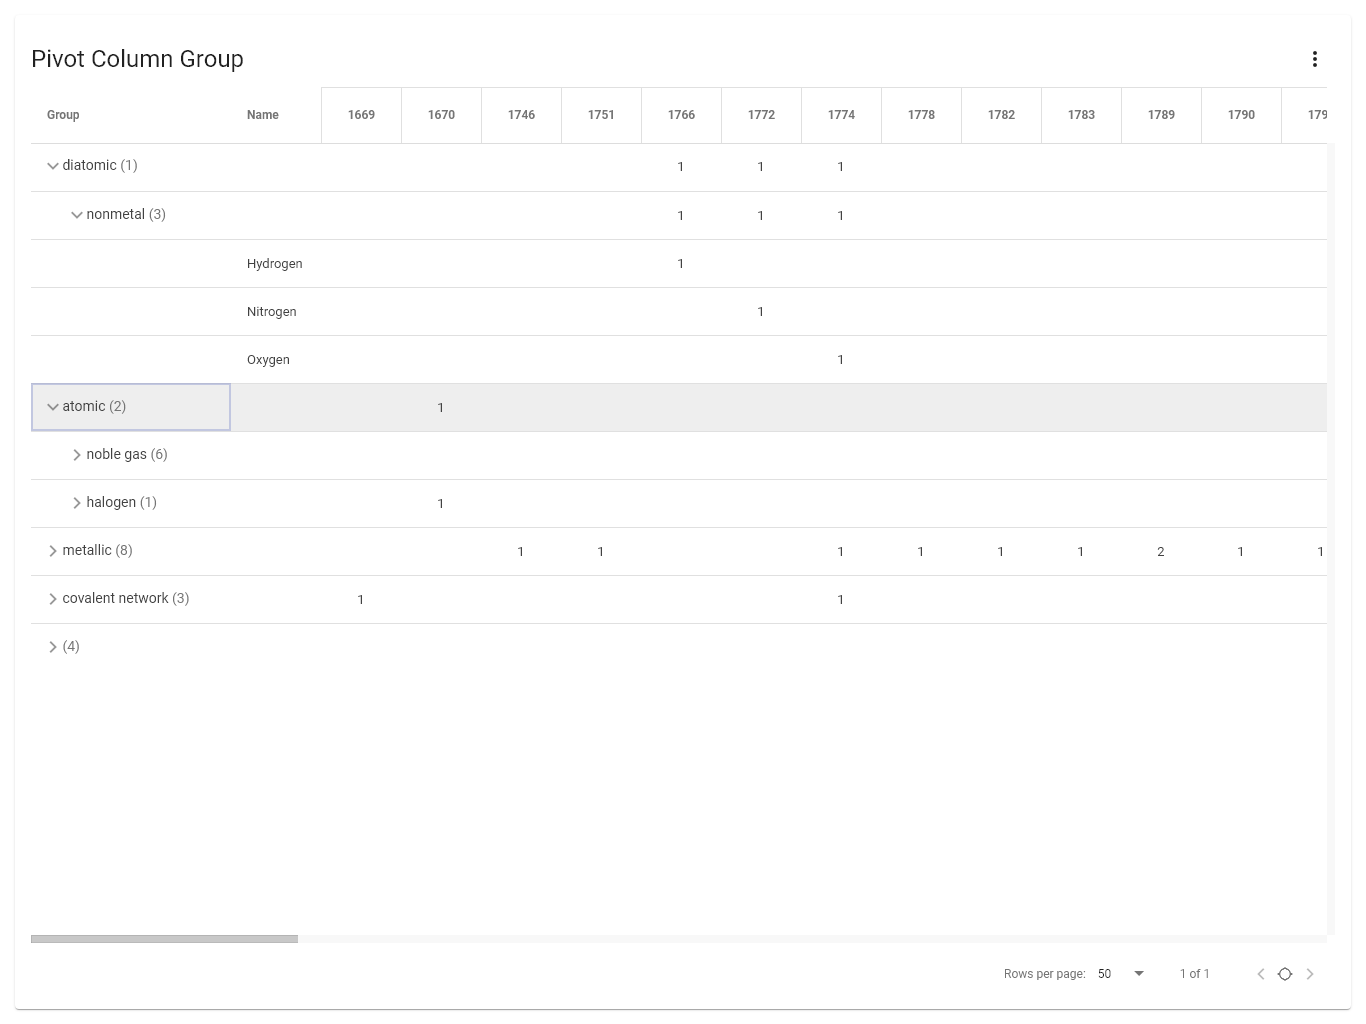 Pivot Column Group
Group Name 1669 1670 1746 1751 1766 1772 1774 1778 1782 1783 1789 1790 179
diatomic (1) 1 1 1
nonmetal (3) 1 1 1
Hydrogen 1
Nitrogen 1
Oxygen 1
atomic (2) 1
noble gas (6)
halogen (1) 1
metallic (8) 1 1 1 1 1 1 2 1 1
covalent network (3) 1 1
(4)
Rows per page: 50 1 of 1